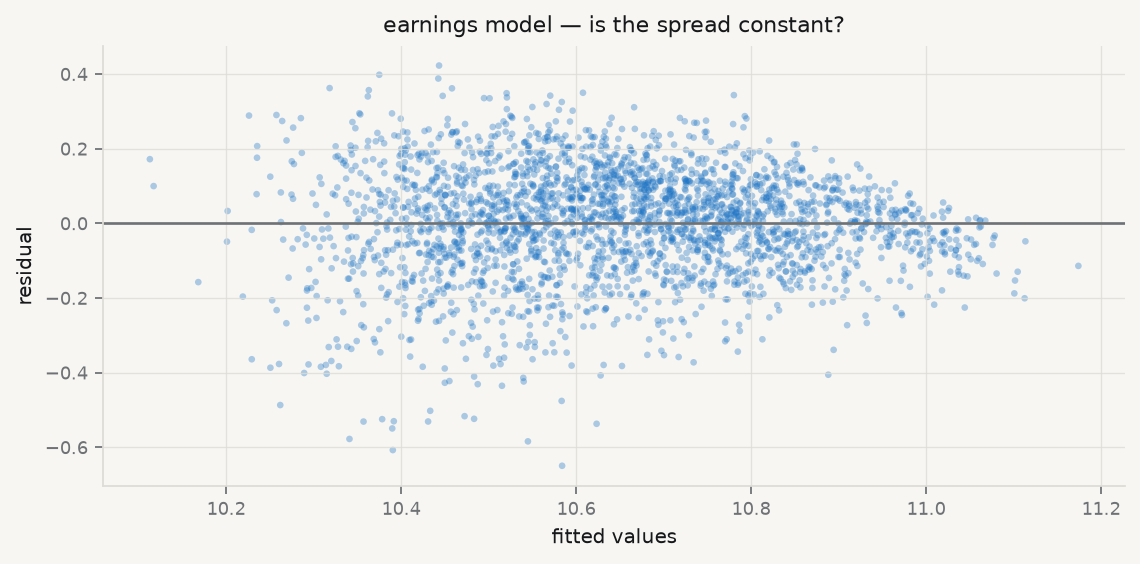 earnings model — is the spread constant?
residual
0.4
0.2
0.0
−0.2
−0.4
−0.6
10.2 10.4 10.6 10.8 11.0 11.2
fitted values